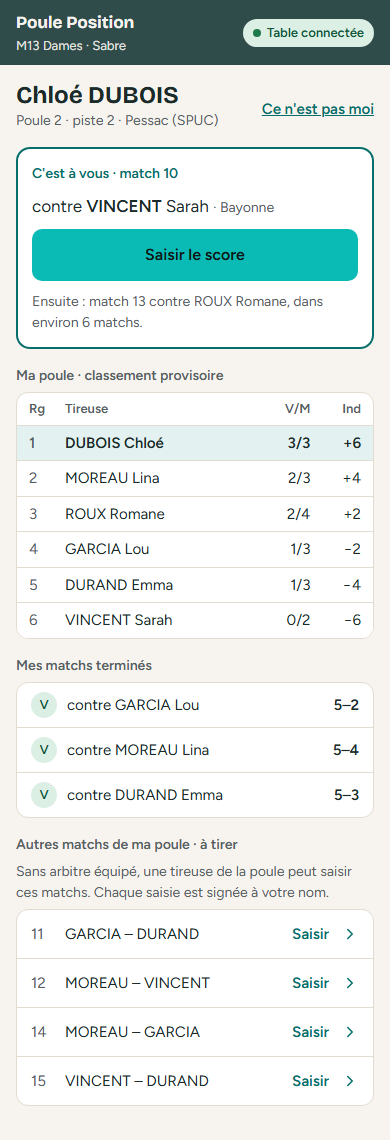 Poule Position
M13 Dames · Sabre
Table connectée
Chloé DUBOIS
Poule 2 · piste 2 · Pessac (SPUC)
Ce n'est pas moi
C'est à vous · match 10
contre VINCENT Sarah · Bayonne
Saisir le score
Ensuite : match 13 contre ROUX Romane, dans
environ 6 matchs.
Ma poule · classement provisoire
Rg Tireuse V/M Ind
1 DUBOIS Chloé 3/3 +6
2 MOREAU Lina 2/3 +4
3 ROUX Romane 2/4 +2
4 GARCIA Lou 1/3 −2
5 DURAND Emma 1/3 −4
6 VINCENT Sarah 0/2 −6
Mes matchs terminés
V contre GARCIA Lou 5–2
V contre MOREAU Lina 5–4
V contre DURAND Emma 5–3
Autres matchs de ma poule · à tirer
Sans arbitre équipé, une tireuse de la poule peut saisir
ces matchs. Chaque saisie est signée à votre nom.
11 GARCIA – DURAND Saisir
12 MOREAU – VINCENT Saisir
14 MOREAU – GARCIA Saisir
15 VINCENT – DURAND Saisir